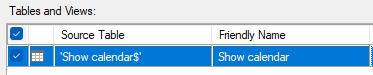 Tables and Views:
Source Table Friendly Name
'Show calendar$' Show calendar